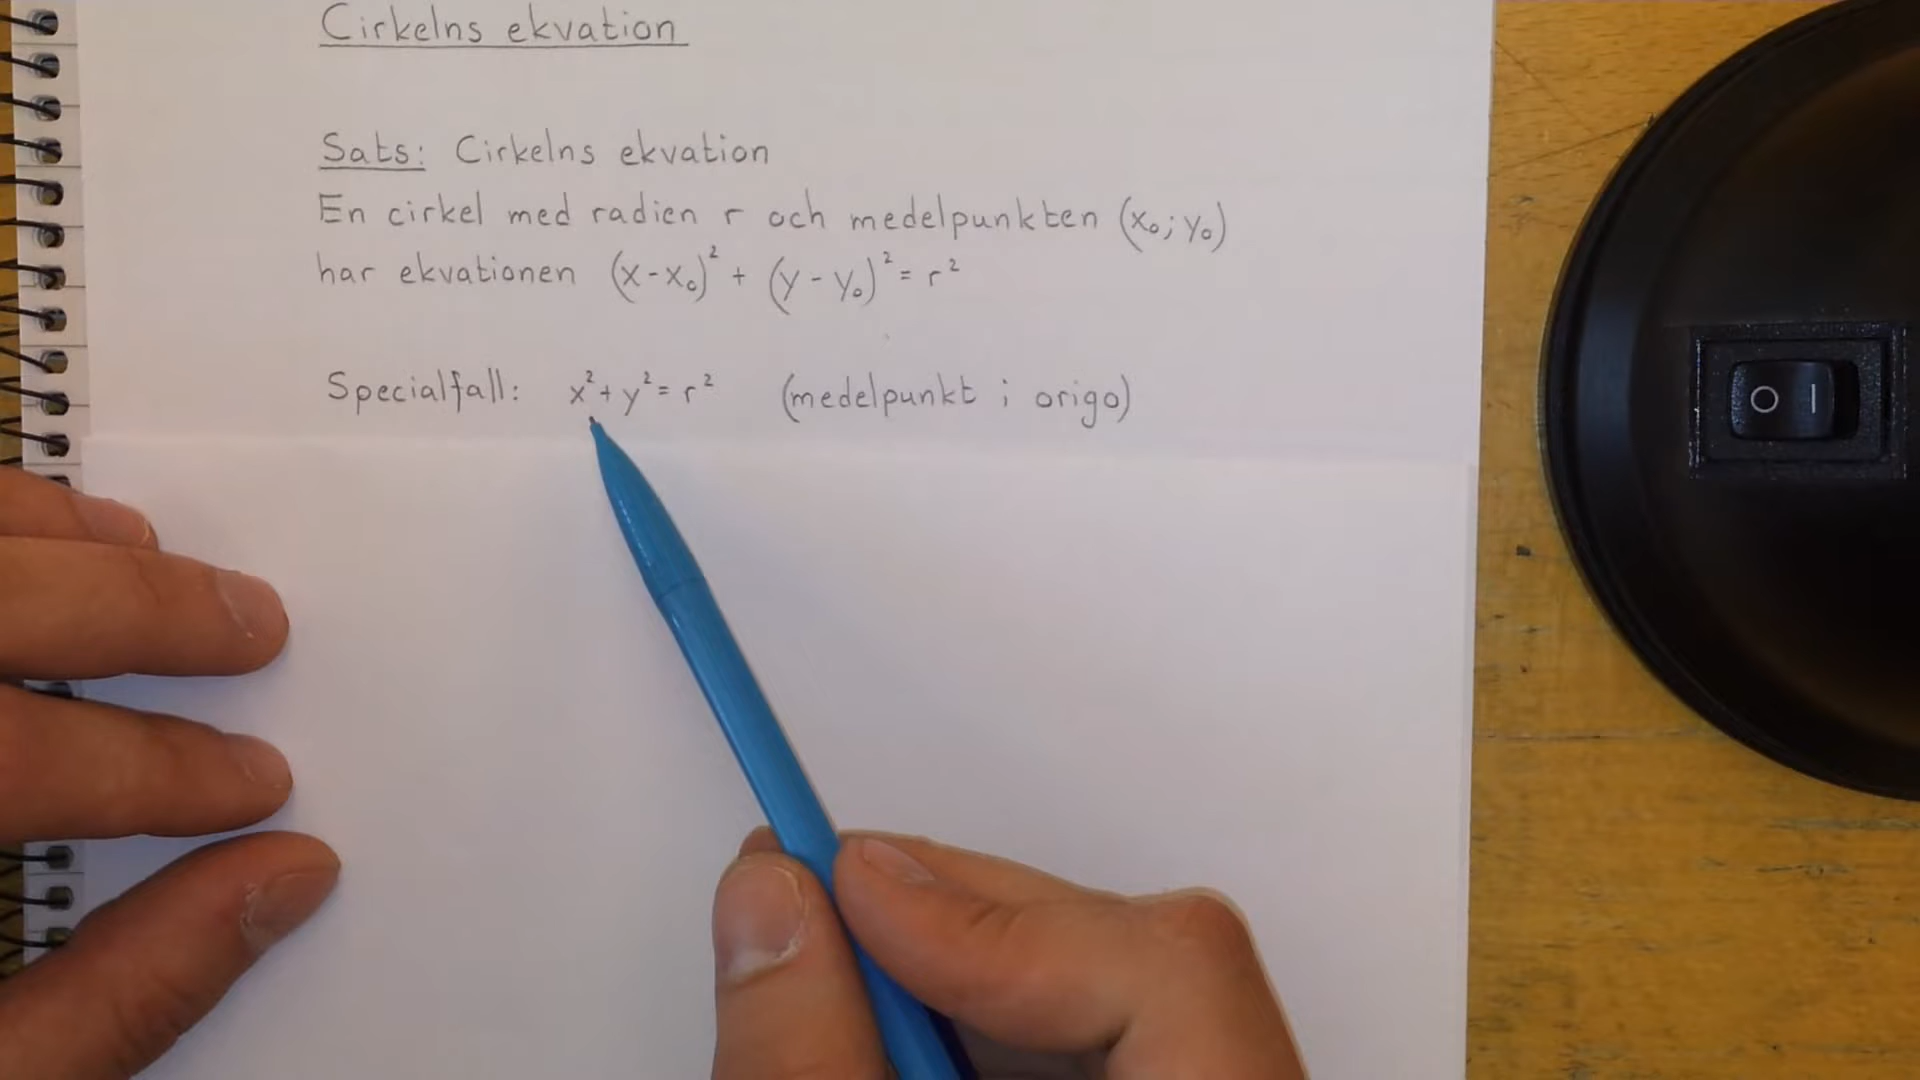 Cirkelns ekvation
Sats: Cirkelns ekvation
En cirkel med radien r och medelpunkten (x₀; y₀)
har ekvationen (x-x₀)² + (y-y₀)² = r²
Specialfall: x² + y² = r² (medelpunkt i origo)
O I